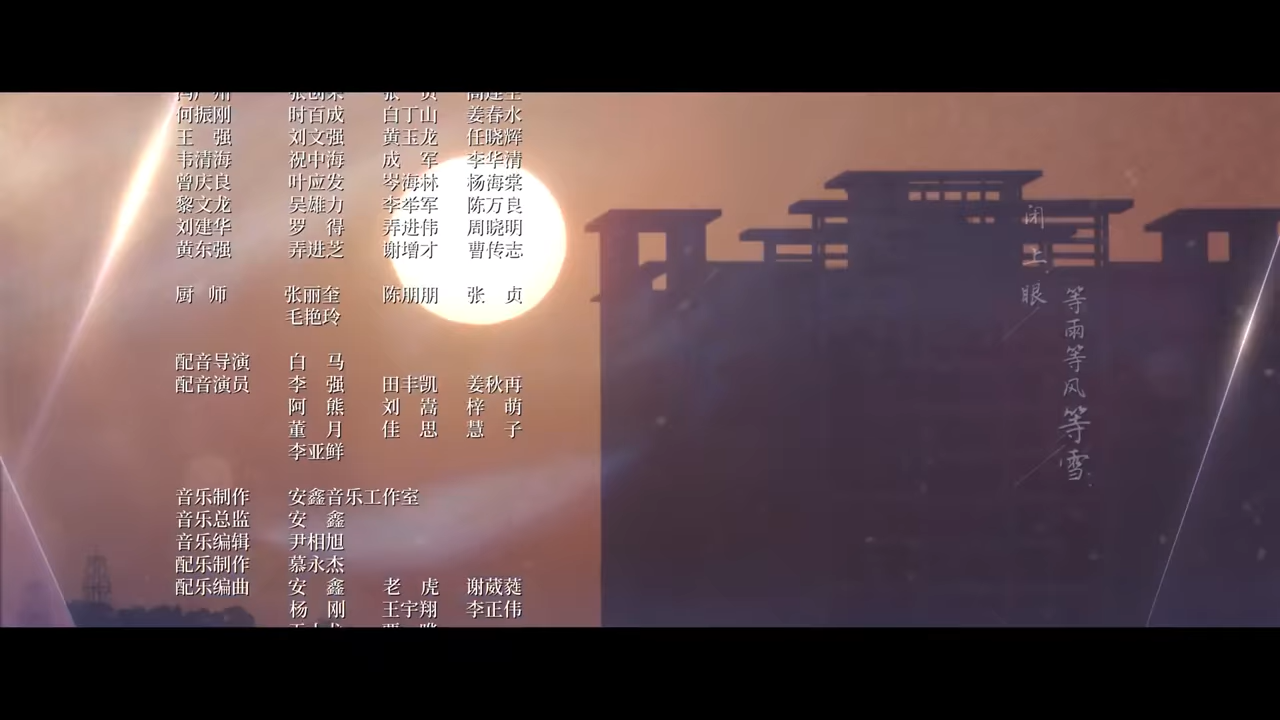 何振刚 时百成 白丁山 姜春水
王 强 刘文强 黄玉龙 任晓辉
韦清海 祝中海 成 军 李华清
曾庆良 叶应发 岑海林 杨海棠
黎文龙 吴雄力 李举军 陈万良
刘建华 罗 得 弄进伟 周晓明
黄东强 弄进芝 谢增才 曹传志
厨 师 张丽奎 陈朋朋 张 贞
毛艳玲
配音导演 白 马
配音演员 李 强 田丰凯 姜秋再
阿 熊 刘 嵩 梓 萌
董 月 佳 思 慧 子
李亚鲜
音乐制作 安鑫音乐工作室
音乐总监 安 鑫
音乐编辑 尹相旭
配乐制作 慕永杰
配乐编曲 安 鑫 老 虎 谢葳蕤
杨 刚 王宇翔 李正伟
闭上眼
等雨等风等雪